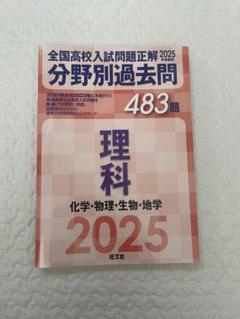 全国高校入試問題正解 2025
分野別過去問
483題
理科
化学・物理・生物・地学
2025
旺文社